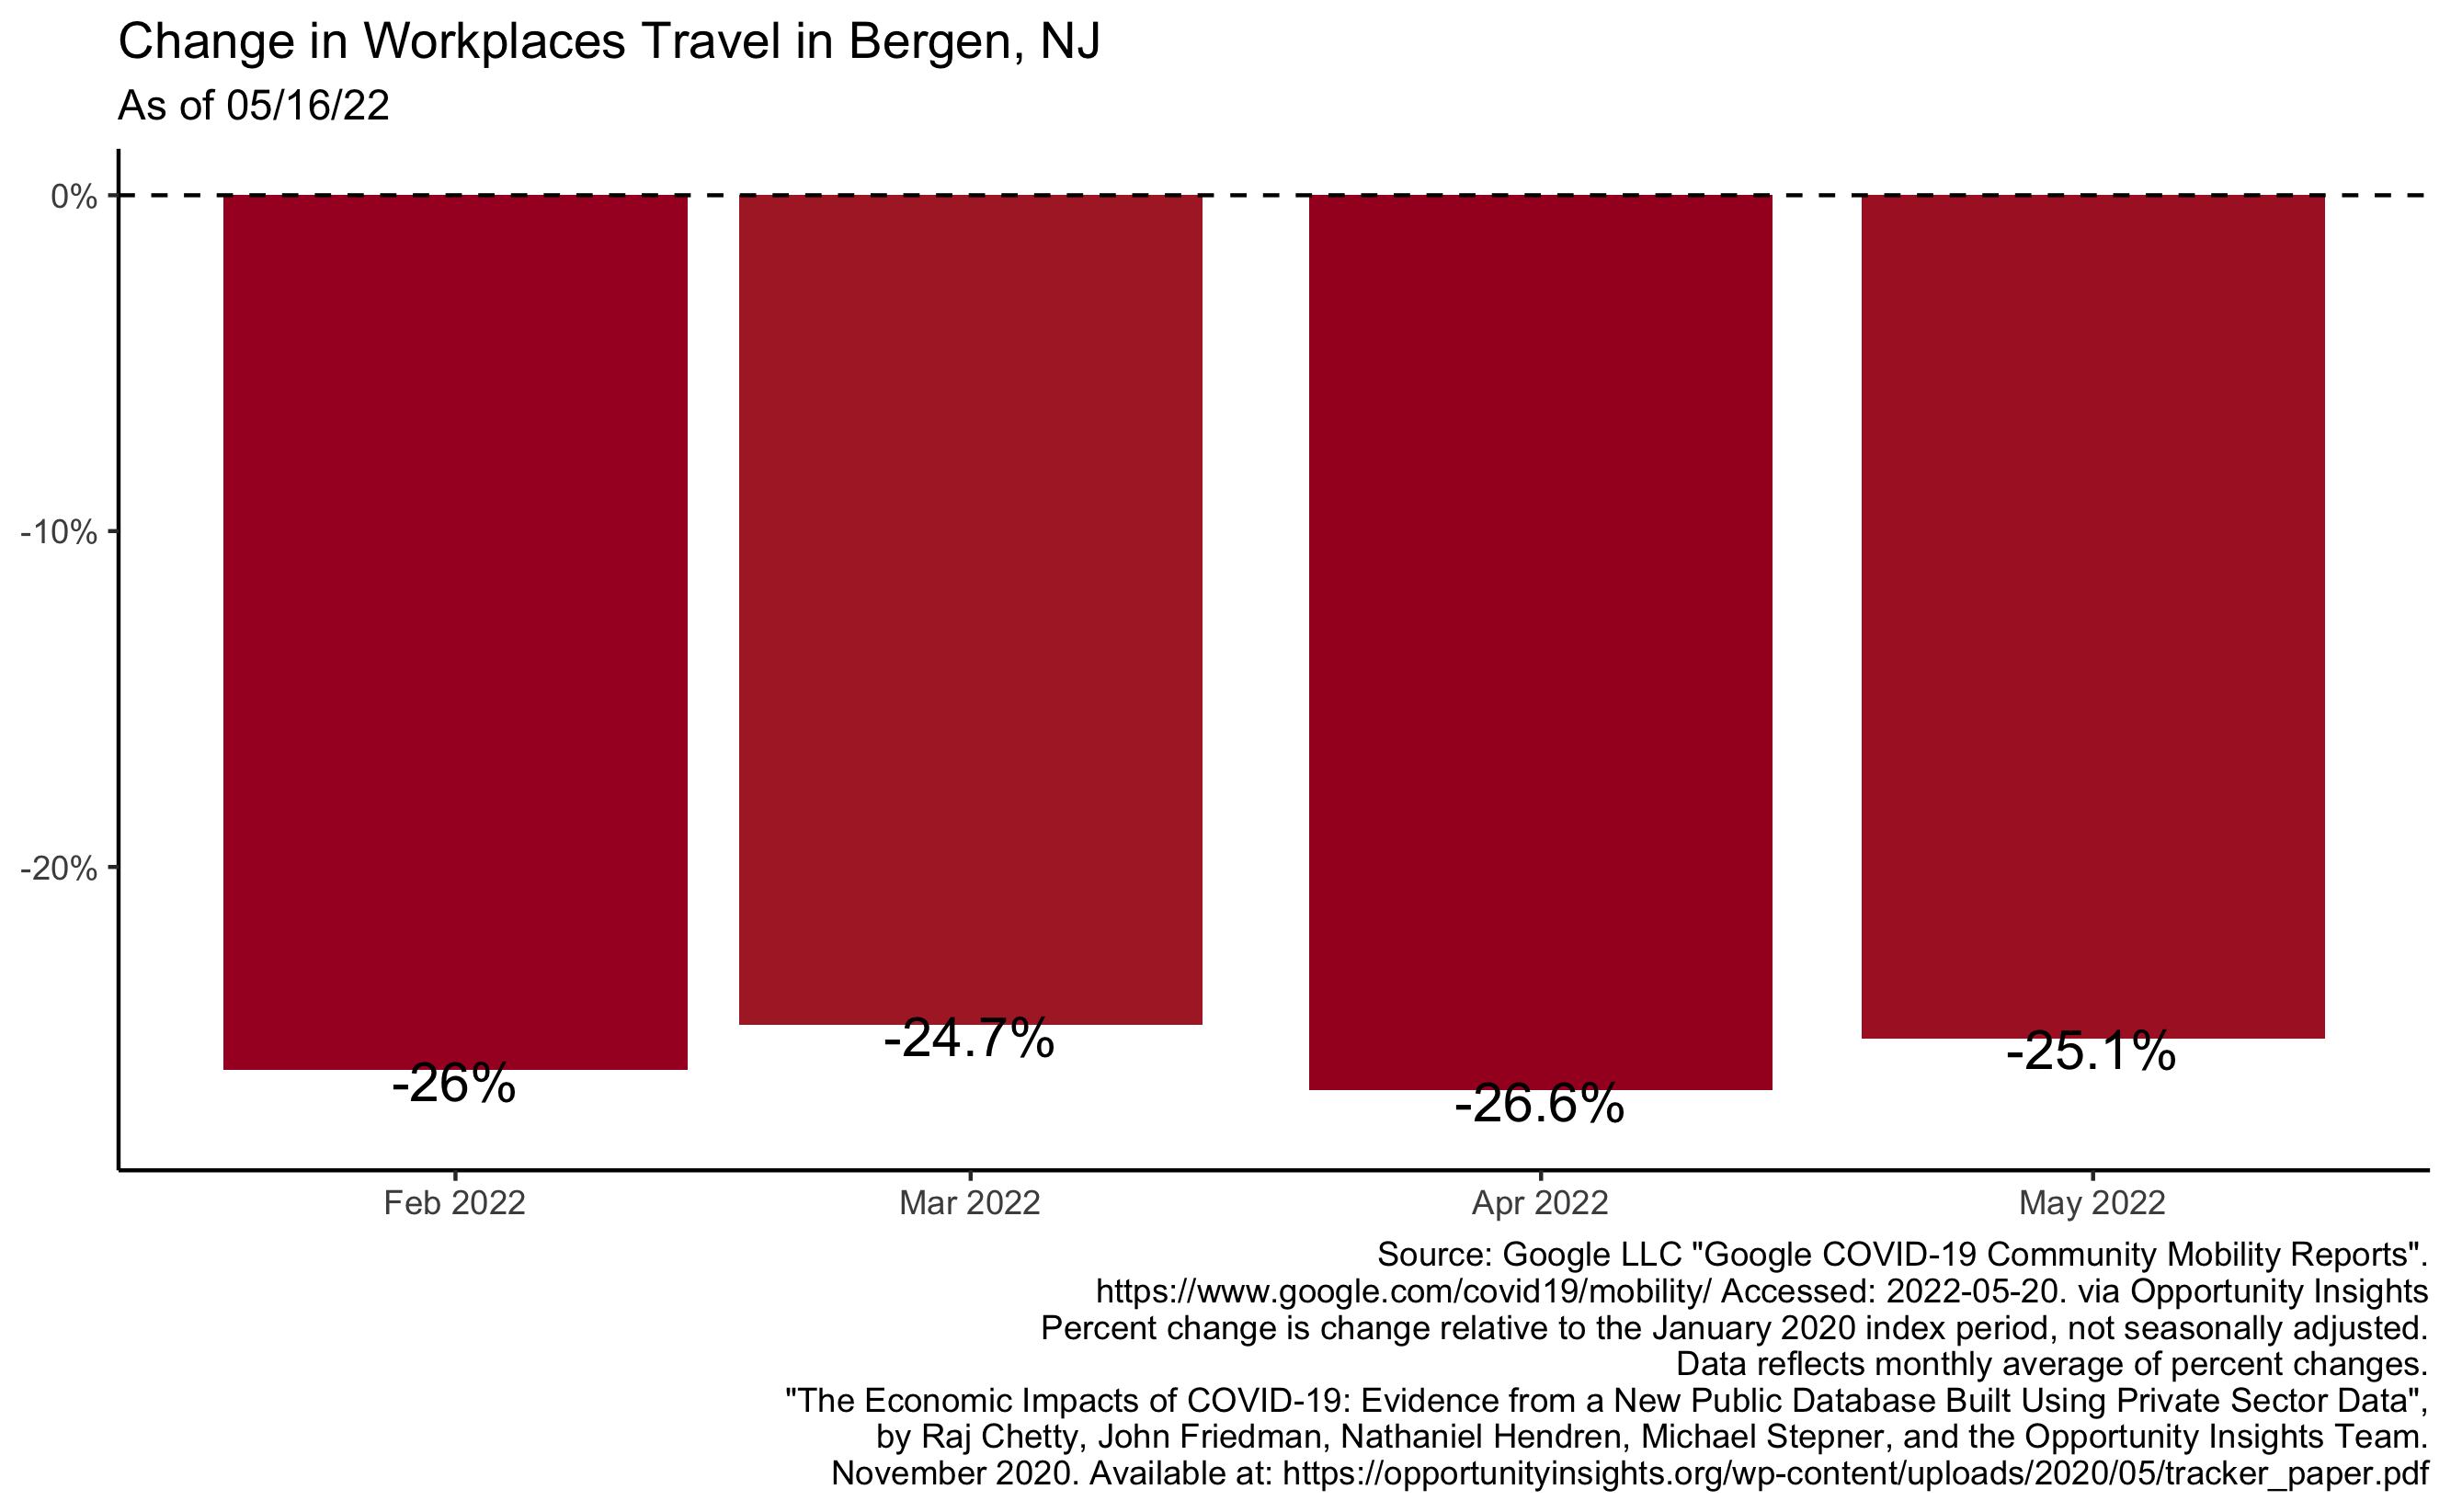 Change in Workplaces Travel in Bergen, NJ
As of 05/16/22
0%
-10%
-20%
-26%
-24.7%
-26.6%
-25.1%
Feb 2022
Mar 2022
Apr 2022
May 2022
Source: Google LLC "Google COVID-19 Community Mobility Reports".
https://www.google.com/covid19/mobility/ Accessed: 2022-05-20. via Opportunity Insights
Percent change is change relative to the January 2020 index period, not seasonally adjusted.
Data reflects monthly average of percent changes.
"The Economic Impacts of COVID-19: Evidence from a New Public Database Built Using Private Sector Data",
by Raj Chetty, John Friedman, Nathaniel Hendren, Michael Stepner, and the Opportunity Insights Team.
November 2020. Available at: https://opportunityinsights.org/wp-content/uploads/2020/05/tracker_paper.pdf